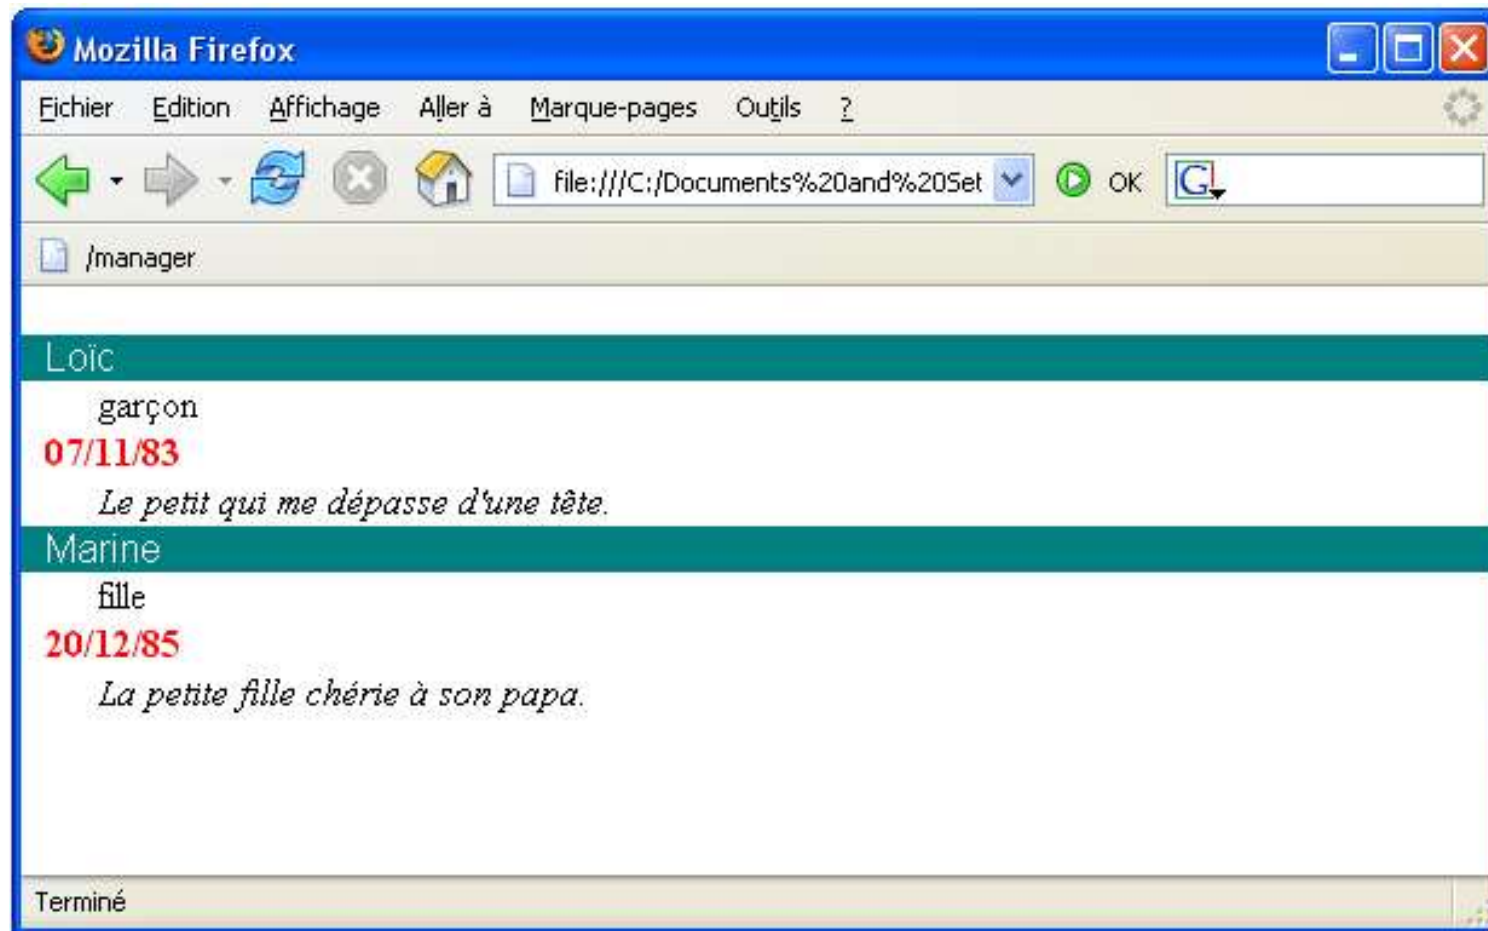 Mozilla Firefox
Fichier Edition Affichage Aller à Marque-pages Outils ?
file:///C:/Documents%20and%20Set OK G
/manager
Loïc
garçon
07/11/83
Le petit qui me dépasse d'une tête.
Marine
fille
20/12/85
La petite fille chérie à son papa.
Terminé